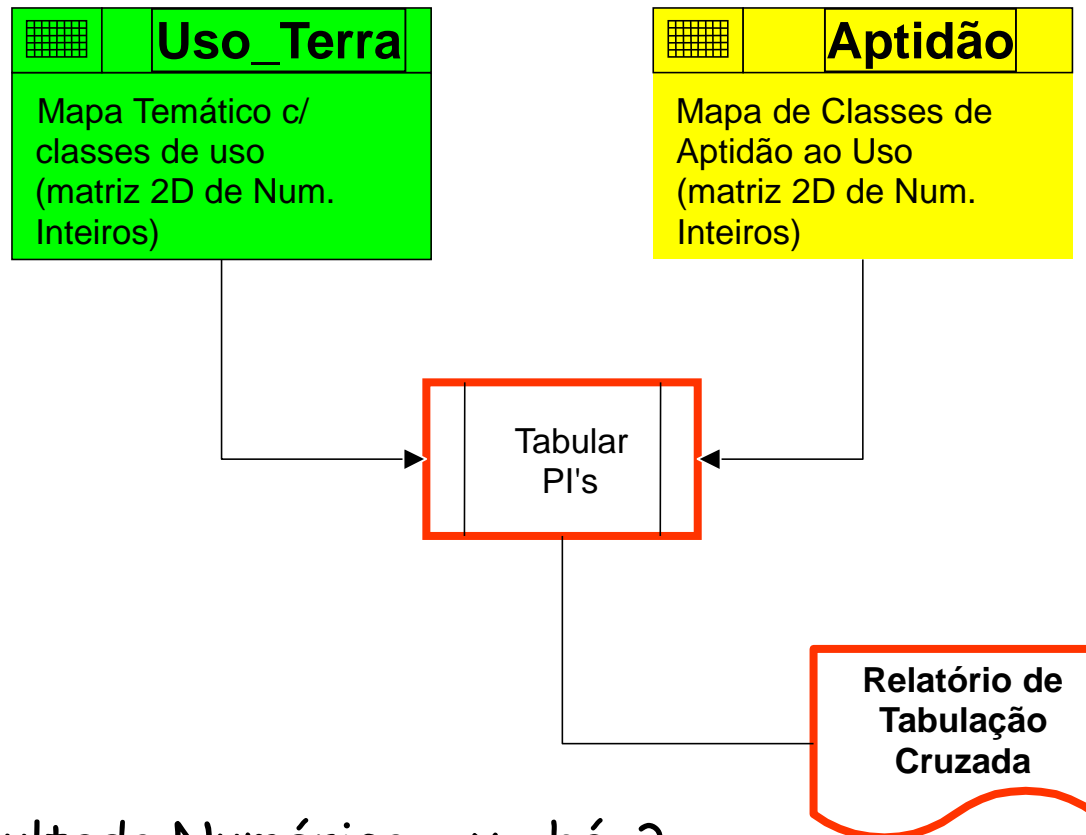 Uso_Terra
Mapa Temático c/
classes de uso
(matriz 2D de Num.
Inteiros)
Aptidão
Mapa de Classes de
Aptidão ao Uso
(matriz 2D de Num.
Inteiros)
Tabular
PI's
Relatório de
Tabulação
Cruzada